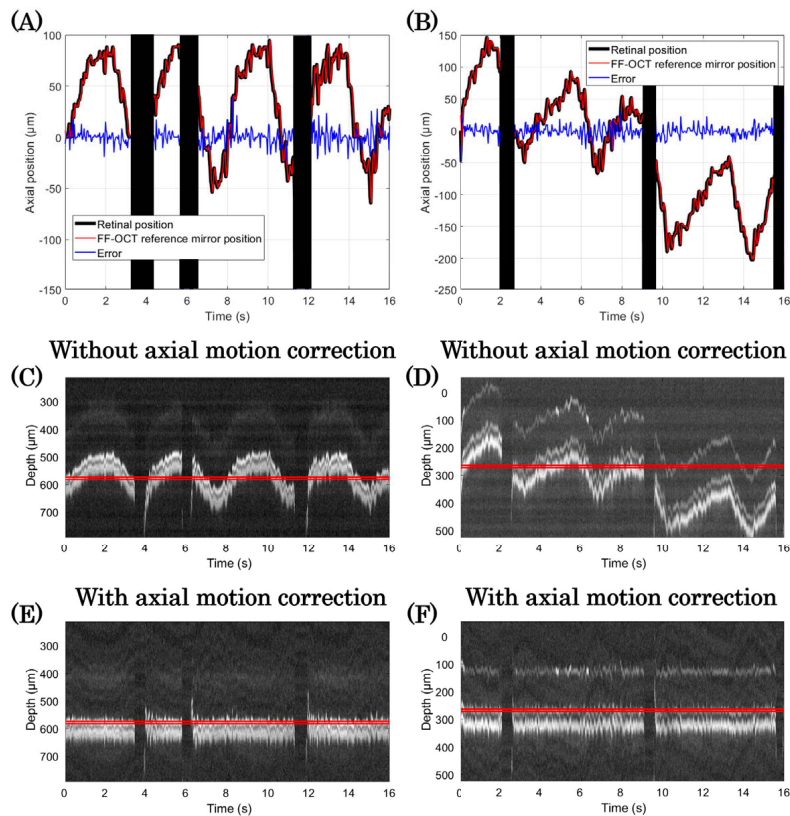 (A)
100
50
0
-50
-100
-150
Axial position (μm)
Retinal position
FF-OCT reference mirror position
Error
0 2 4 6 8 10 12 14 16
Time (s)
(B)
150
100
50
0
-50
-100
-150
-200
-250
Axial position (μm)
Retinal position
FF-OCT reference mirror position
Error
0 2 4 6 8 10 12 14 16
Time (s)
Without axial motion correction
(C)
300
400
500
600
700
Depth (μm)
0 2 4 6 8 10 12 14 16
Time (s)
Without axial motion correction
(D)
0
100
200
300
400
500
Depth (μm)
0 2 4 6 8 10 12 14 16
Time (s)
With axial motion correction
(E)
300
400
500
600
700
Depth (μm)
0 2 4 6 8 10 12 14 16
Time (s)
With axial motion correction
(F)
0
100
200
300
400
500
Depth (μm)
0 2 4 6 8 10 12 14 16
Time (s)